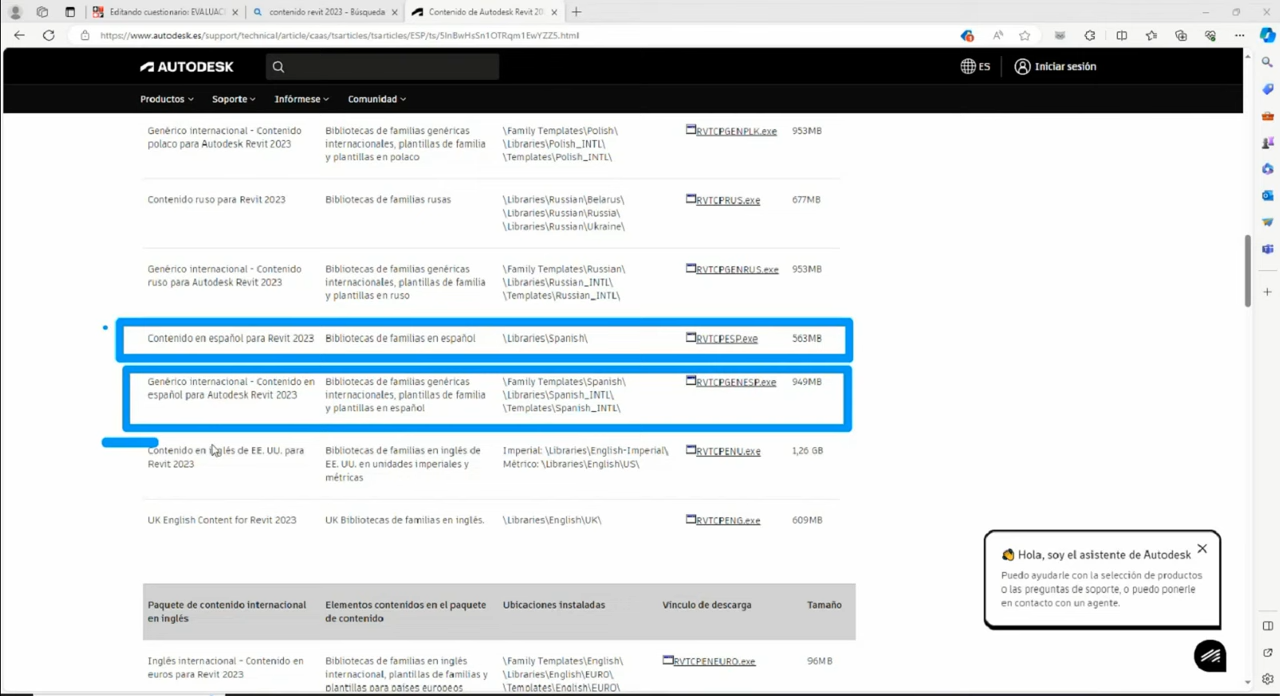 Editando cuestionario: EVALUAC
contenido revit 2023 - Búsqueda
Contenido de Autodesk Revit 20
https://www.autodesk.es/support/technical/article/caas/tsarticles/tsarticles/ESP/ts/5InBwHsSn1OTRqm1EwYZZ5.html
AUTODESK
ES
Iniciar sesión
Productos
Soporte
Infórmese
Comunidad
Genérico internacional - Contenido polaco para Autodesk Revit 2023
Bibliotecas de familias genéricas internacionales, plantillas de familia y plantillas en polaco
\Family Templates\Polish\
\Libraries\Polish_INTL\
\Templates\Polish_INTL\
RVTCPGENPLK.exe
953MB
Contenido ruso para Revit 2023
Bibliotecas de familias rusas
\Libraries\Russian\Belarus\
\Libraries\Russian\Russia\
\Libraries\Russian\Ukraine\
RVTCPRUS.exe
677MB
Genérico internacional - Contenido ruso para Autodesk Revit 2023
Bibliotecas de familias genéricas internacionales, plantillas de familia y plantillas en ruso
\Family Templates\Russian\
\Libraries\Russian_INTL\
\Templates\Russian_INTL\
RVTCPGENRUS.exe
953MB
Contenido en español para Revit 2023
Bibliotecas de familias en español
\Libraries\Spanish\
RVTCPESP.exe
563MB
Genérico internacional - Contenido en español para Autodesk Revit 2023
Bibliotecas de familias genéricas internacionales, plantillas de familia y plantillas en español
\Family Templates\Spanish\
\Libraries\Spanish_INTL\
\Templates\Spanish_INTL\
RVTCPGENESP.exe
949MB
Contenido en inglés de EE. UU. para Revit 2023
Bibliotecas de familias en inglés de EE. UU. en unidades imperiales y métricas
Imperial: \Libraries\English-Imperial\
Métrico: \Libraries\English\US\
RVTCPENU.exe
1,26 GB
UK English Content for Revit 2023
UK Bibliotecas de familias en inglés.
\Libraries\English\UK\
RVTCPENG.exe
609MB
Paquete de contenido internacional en inglés
Elementos contenidos en el paquete de contenido
Ubicaciones instaladas
Vínculo de descarga
Tamaño
Inglés internacional - Contenido en euros para Revit 2023
Bibliotecas de familias en inglés internacional, plantillas de familias y plantillas para países europeos
\Family Templates\English\
\Libraries\English\EURO\
\Templates\English\EURO\
RVTCPENEURO.exe
96MB
Hola, soy el asistente de Autodesk
Puedo ayudarle con la selección de productos
o las preguntas de soporte, o puedo ponerle
en contacto con un agente.